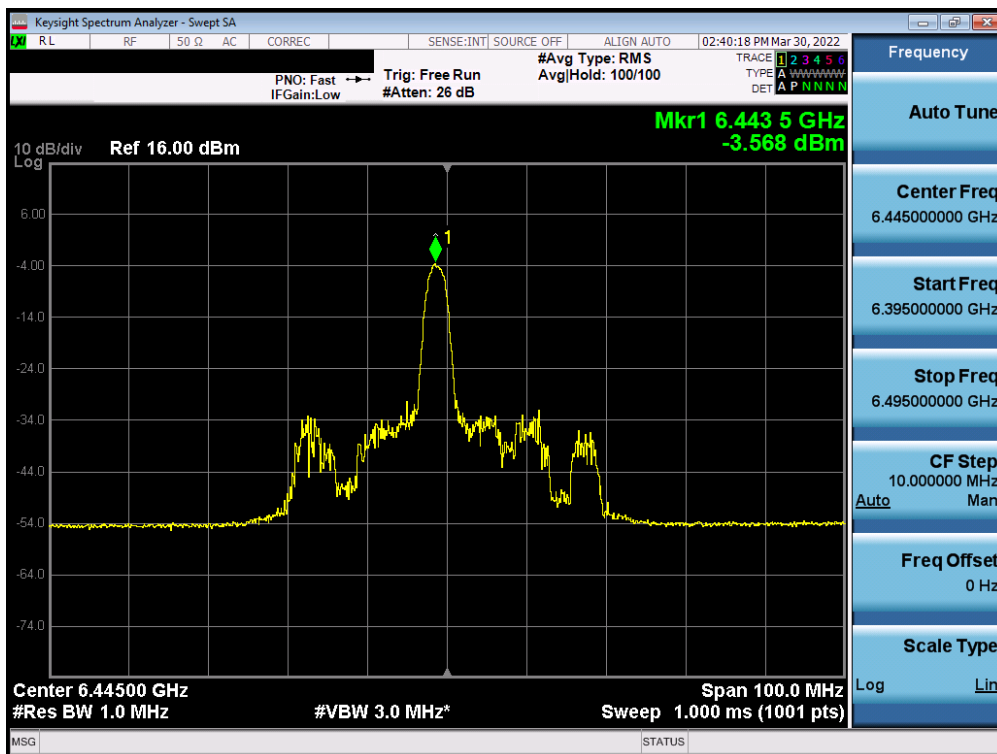 Keysight Spectrum Analyzer - Swept SA
LXI RL RF 50 Ω AC CORREC SENSE:INT SOURCE OFF ALIGN AUTO 02:40:18 PM Mar 30, 2022
PNO: Fast
IFGain:Low
Trig: Free Run
#Atten: 26 dB
#Avg Type: RMS
Avg|Hold: 100/100
TRACE 1 2 3 4 5 6
TYPE A WWWWW
DET A P N N N N
Mkr1 6.443 5 GHz
-3.568 dBm
10 dB/div
Log
Ref 16.00 dBm
1
6.00
-4.00
-14.0
-24.0
-34.0
-44.0
-54.0
-64.0
-74.0
Center 6.44500 GHz
#Res BW 1.0 MHz
#VBW 3.0 MHz*
Span 100.0 MHz
Sweep 1.000 ms (1001 pts)
MSG
STATUS
Frequency
Auto Tune
Center Freq
6.445000000 GHz
Start Freq
6.395000000 GHz
Stop Freq
6.495000000 GHz
CF Step
10.000000 MHz
Auto Man
Freq Offset
0 Hz
Scale Type
Log Lin